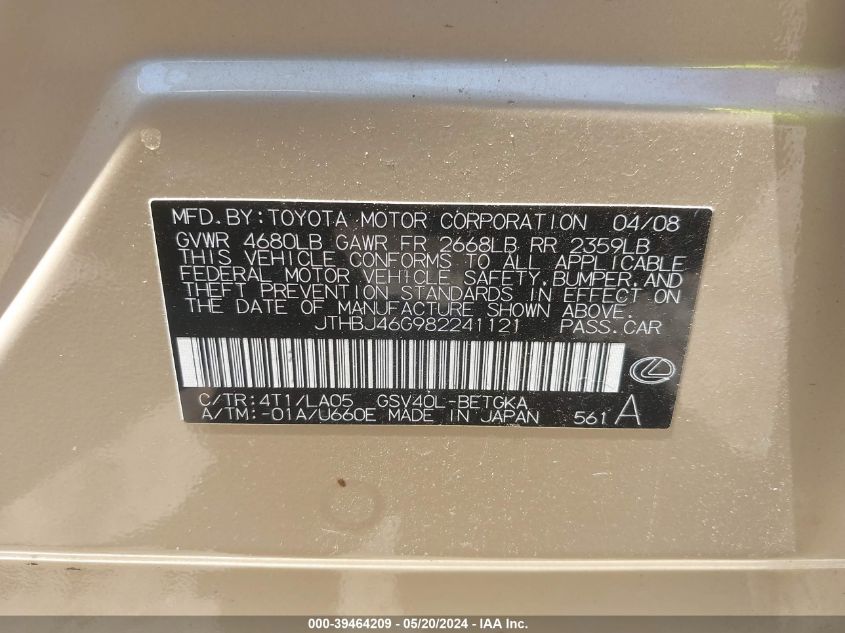 MFD. BY: TOYOTA MOTOR CORPORATION 04/08
GVWR 4680LB GAWR FR 2668LB RR 2359LB
THIS VEHICLE CONFORMS TO ALL APPLICABLE
FEDERAL MOTOR VEHICLE SAFETY, BUMPER, AND
THEFT PREVENTION STANDARDS IN EFFECT ON
THE DATE OF MANUFACTURE SHOWN ABOVE.
JTHBJ46G982241121 PASS. CAR
C/TR: 4T1/LA05 GSV40L-BETGKA
A/TM: -01A/U660E MADE IN JAPAN 561 A
000-39464209 - 05/20/2024 - IAA Inc.